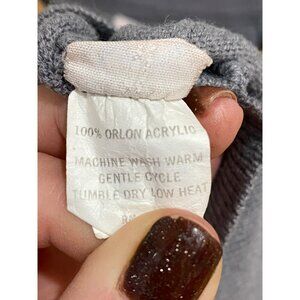 100% ORLON ACRYLIC
MACHINE WASH WARM
GENTLE CYCLE
TUMBLE DRY LOW HEAT